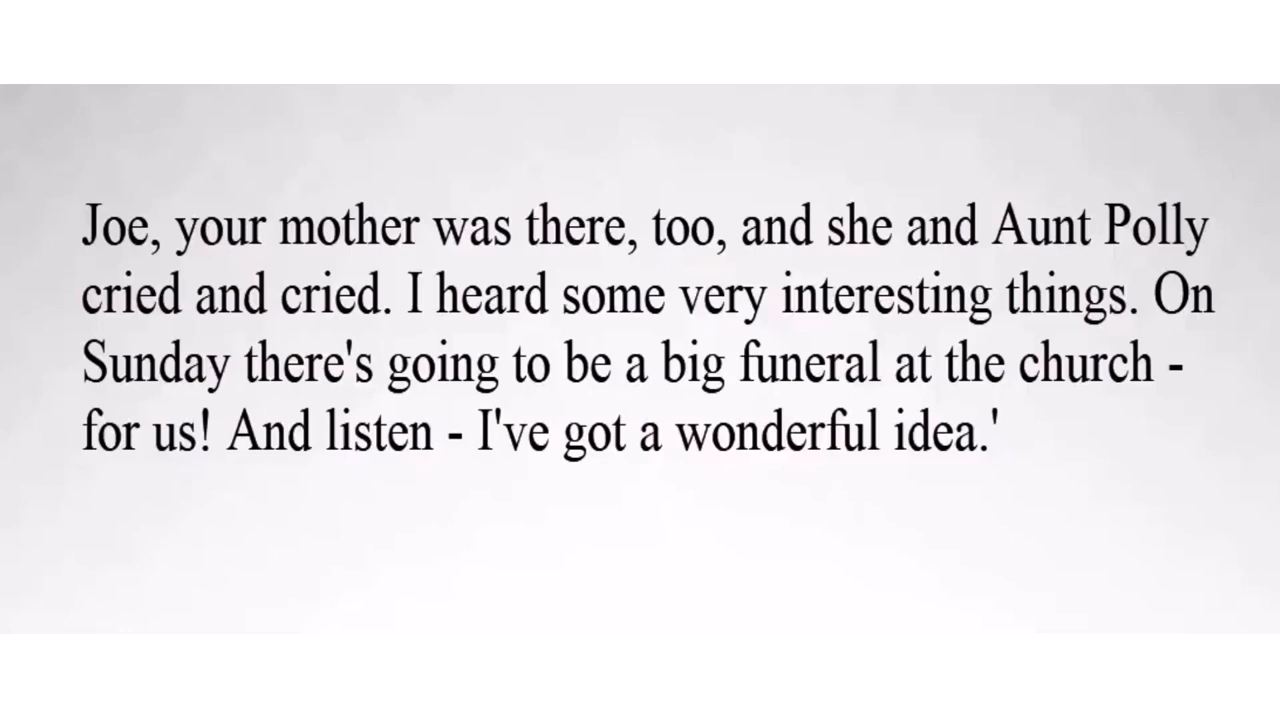 Joe, your mother was there, too, and she and Aunt Polly
cried and cried. I heard some very interesting things. On
Sunday there's going to be a big funeral at the church -
for us! And listen - I've got a wonderful idea.'